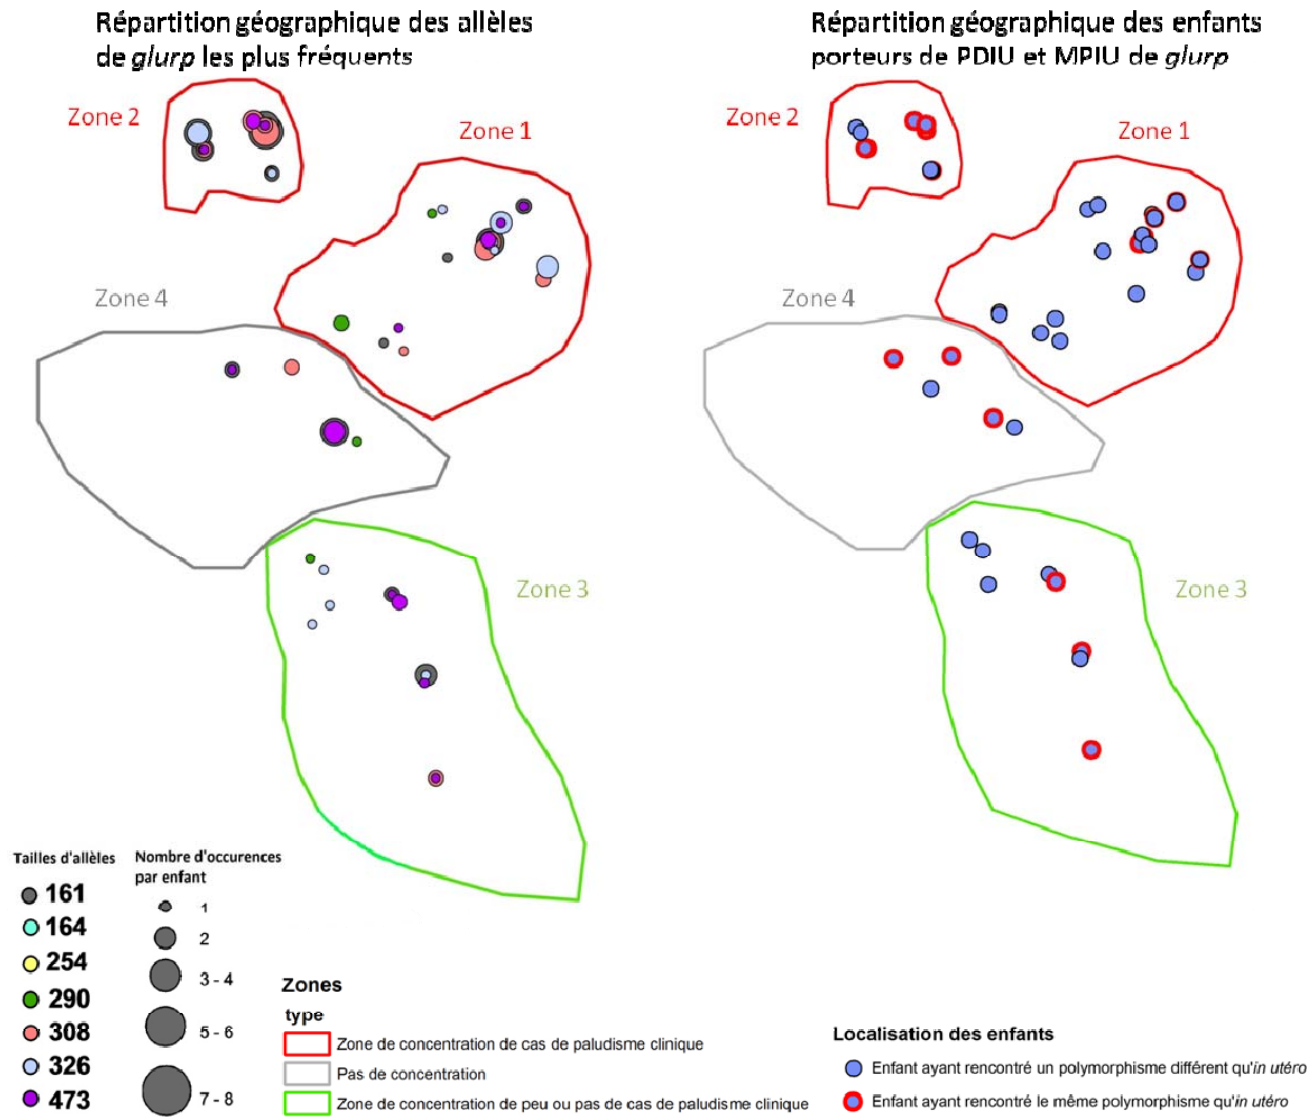 Répartition géographique des allèles
de glurp les plus fréquents
Répartition géographique des enfants
porteurs de PDIU et MPIU de glurp
Zone 2
Zone 1
Zone 4
Zone 3
Zone 2
Zone 1
Zone 4
Zone 3
Tailles d'allèles
161
164
254
290
308
326
473
Nombre d'occurences
par enfant
1
2
3 - 4
5 - 6
7 - 8
Zones
type
Zone de concentration de cas de paludisme clinique
Pas de concentration
Zone de concentration de peu ou pas de cas de paludisme clinique
Localisation des enfants
Enfant ayant rencontré un polymorphisme différent qu'in utéro
Enfant ayant rencontré le même polymorphisme qu'in utéro